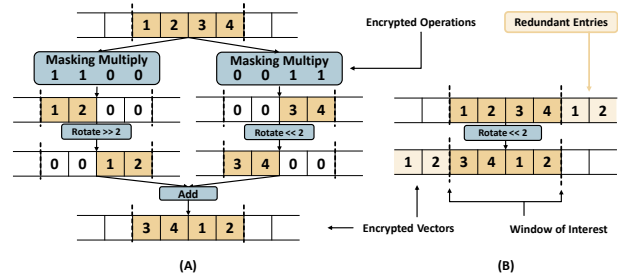 1 2 3 4
Encrypted Operations
Redundant Entries
Masking Multiply
1 1 0 0
Masking Multiply
0 0 1 1
1 2 0 0
0 0 3 4
1 2 3 4 1 2
Rotate >> 2
Rotate << 2
Rotate << 2
0 0 1 2
3 4 0 0
1 2 3 4 1 2
Add
3 4 1 2
Encrypted Vectors
Window of Interest
(A)
(B)